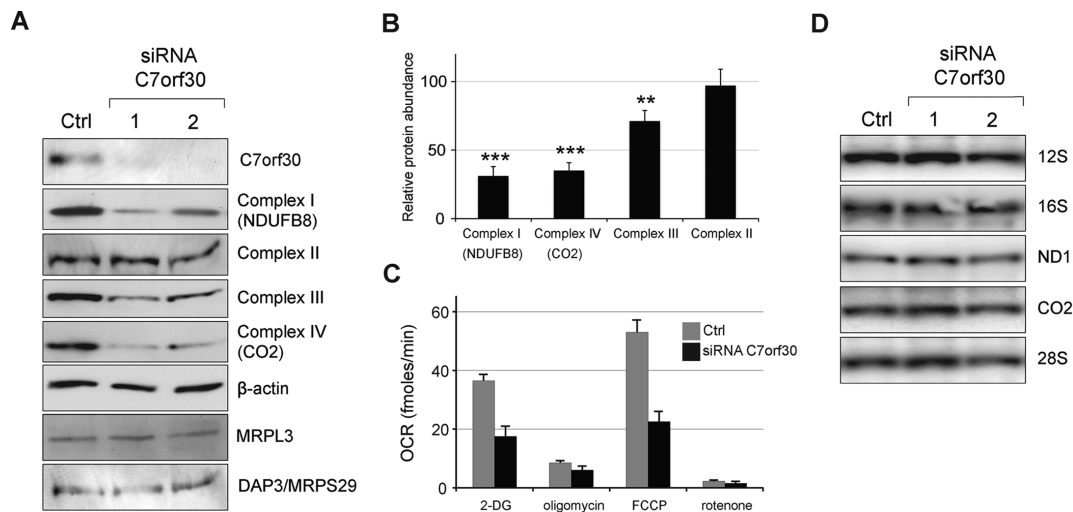 A
siRNA
C7orf30
Ctrl 1 2
C7orf30
Complex I
(NDUFB8)
Complex II
Complex III
Complex IV
(CO2)
β-actin
MRPL3
DAP3/MRPS29
B
Relative protein abundance
100
50
0
***
***
**
Complex I
(NDUFB8)
Complex IV
(CO2)
Complex III
Complex II
C
OCR (fmoles/min)
60
40
20
0
Ctrl
siRNA C7orf30
2-DG oligomycin FCCP rotenone
D
siRNA
C7orf30
Ctrl 1 2
12S
16S
ND1
CO2
28S